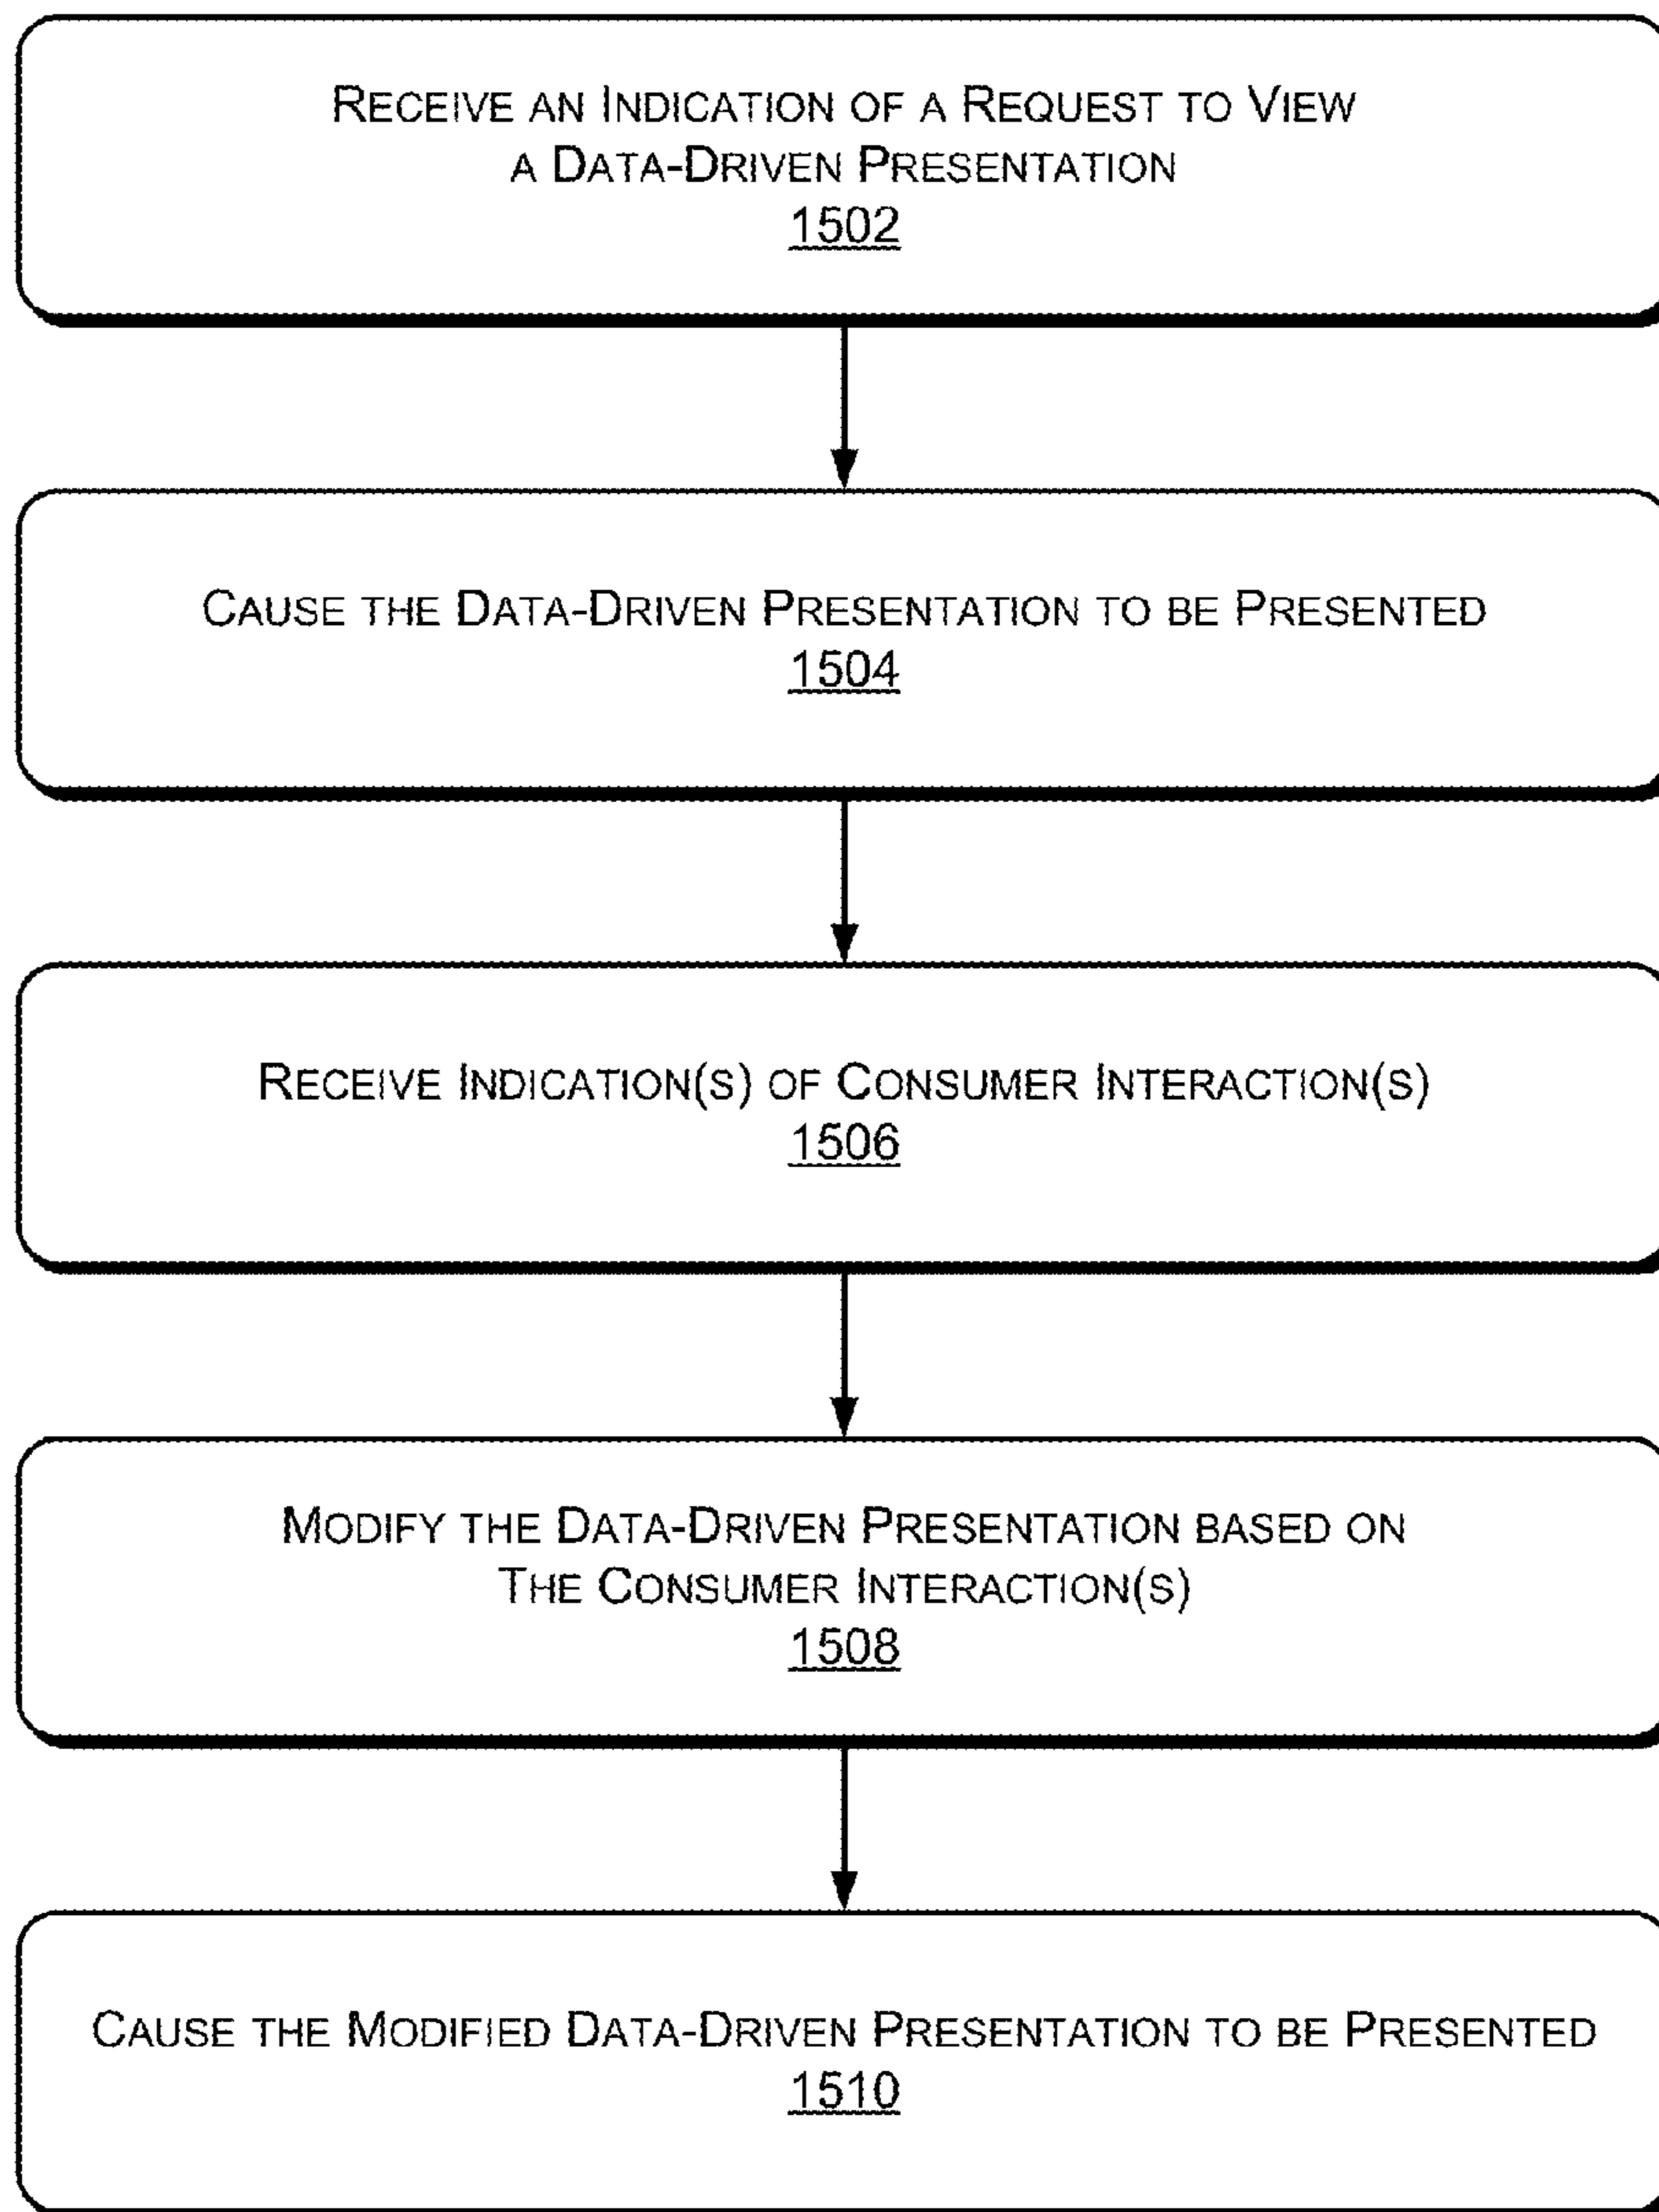 RECEIVE AN INDICATION OF A REQUEST TO VIEW
A DATA-DRIVEN PRESENTATION
1502
CAUSE THE DATA-DRIVEN PRESENTATION TO BE PRESENTED
1504
RECEIVE INDICATION(S) OF CONSUMER INTERACTION(S)
1506
MODIFY THE DATA-DRIVEN PRESENTATION BASED ON
THE CONSUMER INTERACTION(S)
1508
CAUSE THE MODIFIED DATA-DRIVEN PRESENTATION TO BE PRESENTED
1510